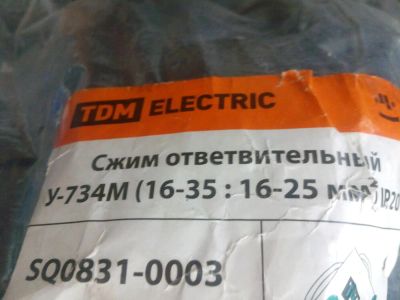 TDM ELECTRIC
Сжим ответвительный
У-734М (16-35 : 16-25 мм²) IP20
SQ0831-0003